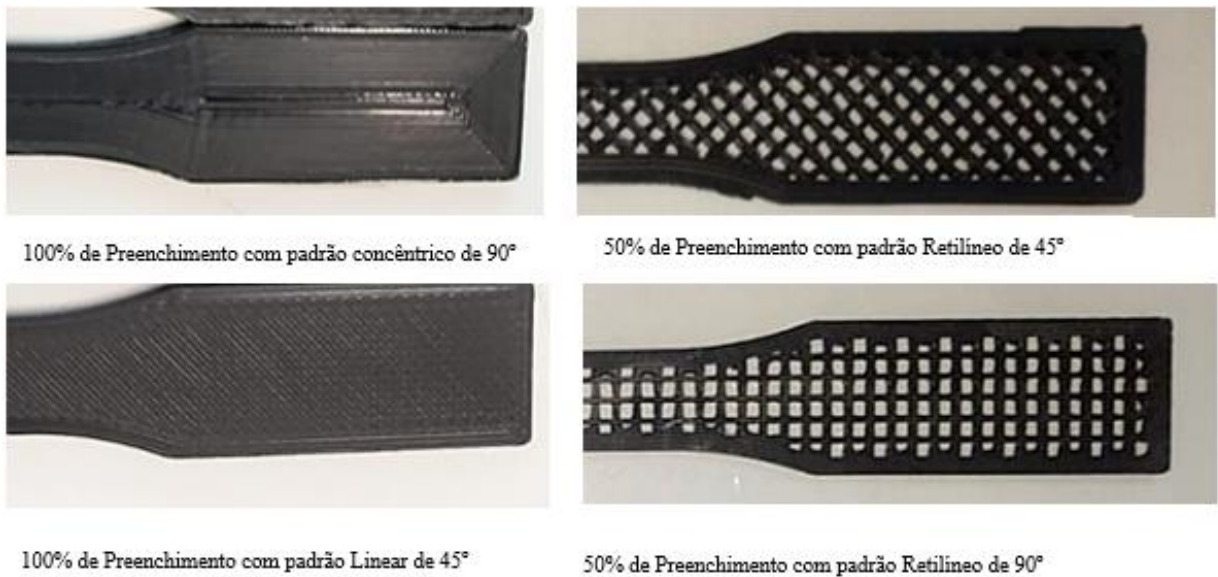 100% de Preenchimento com padrão concêntrico de 90°
50% de Preenchimento com padrão Retilíneo de 45°
100% de Preenchimento com padrão Linear de 45°
50% de Preenchimento com padrão Retilineo de 90°